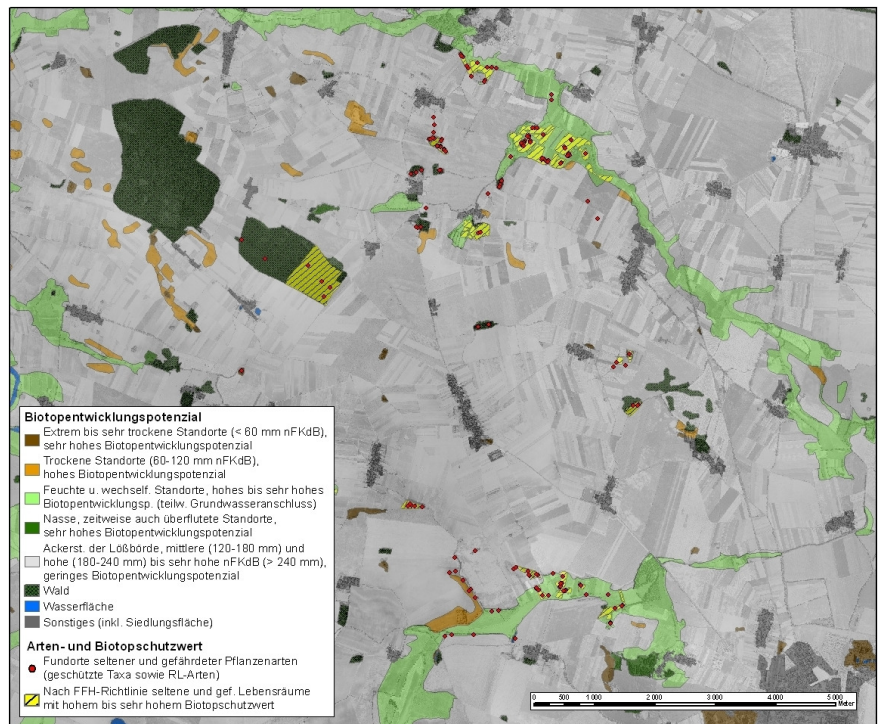 Biotopentwicklungspotenzial
Extrem bis sehr trockene Standorte (< 60 mm nFKdB),
sehr hohes Biotopentwicklungspotenzial
Trockene Standorte (60-120 mm nFKdB),
hohes Biotopentwicklungspotenzial
Feuchte u. wechself. Standorte, hohes bis sehr hohes
Biotopentwicklungsp. (teilw. Grundwasseranschluss)
Nasse, zeitweise auch überflutete Standorte,
sehr hohes Biotopentwicklungspotenzial
Ackerst. der Lößbörde, mittlere (120-180 mm) und
hohe (180-240 mm) bis sehr hohe nFKdB (> 240 mm),
geringes Biotopentwicklungspotenzial
Wald
Wasserfläche
Sonstiges (inkl. Siedlungsfläche)
Arten- und Biotopschutzwert
Fundorte seltener und gefährdeter Pflanzenarten
(geschützte Taxa sowie RL-Arten)
Nach FFH-Richtlinie seltene und gef. Lebensräume
mit hohem bis sehr hohem Biotopschutzwert
0 500 1 000 2 000 3 000 4 000 5 000
Meter